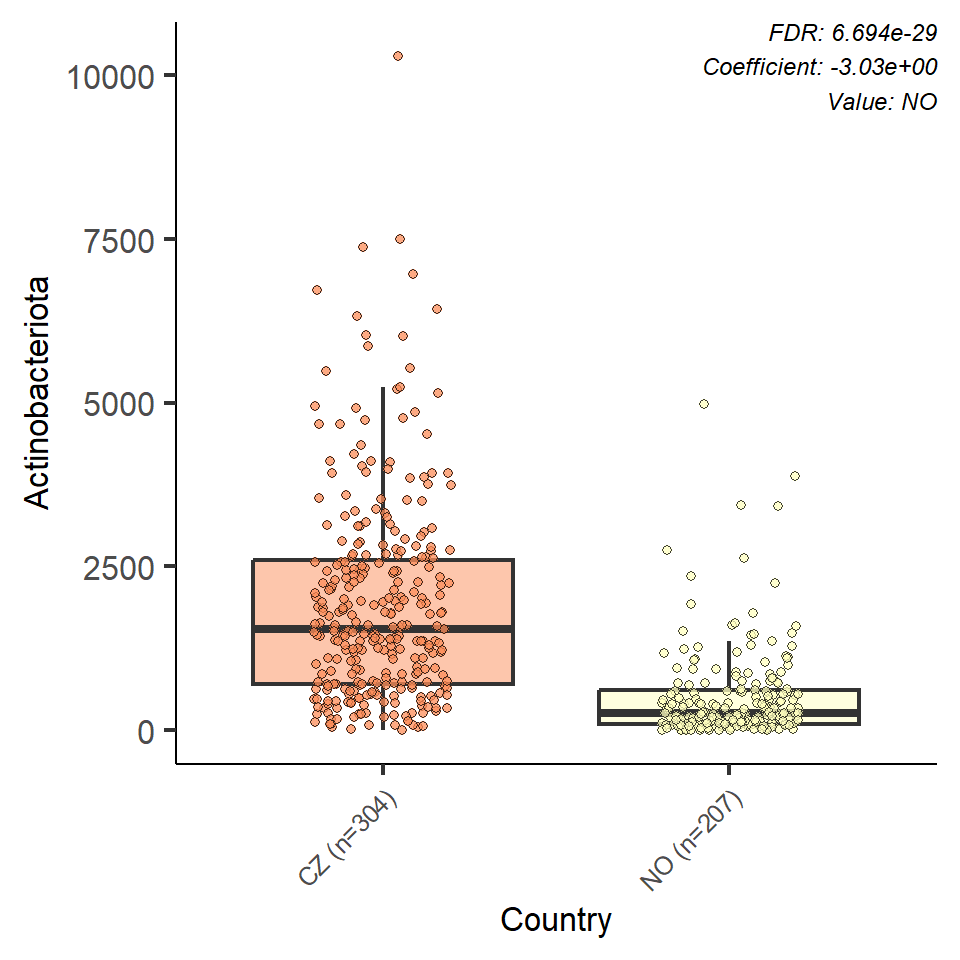 FDR: 6.694e-29
Coefficient: -3.03e+00
Value: NO
10000
7500
5000
2500
0
Actinobacteriota
CZ (n=304)
NO (n=207)
Country